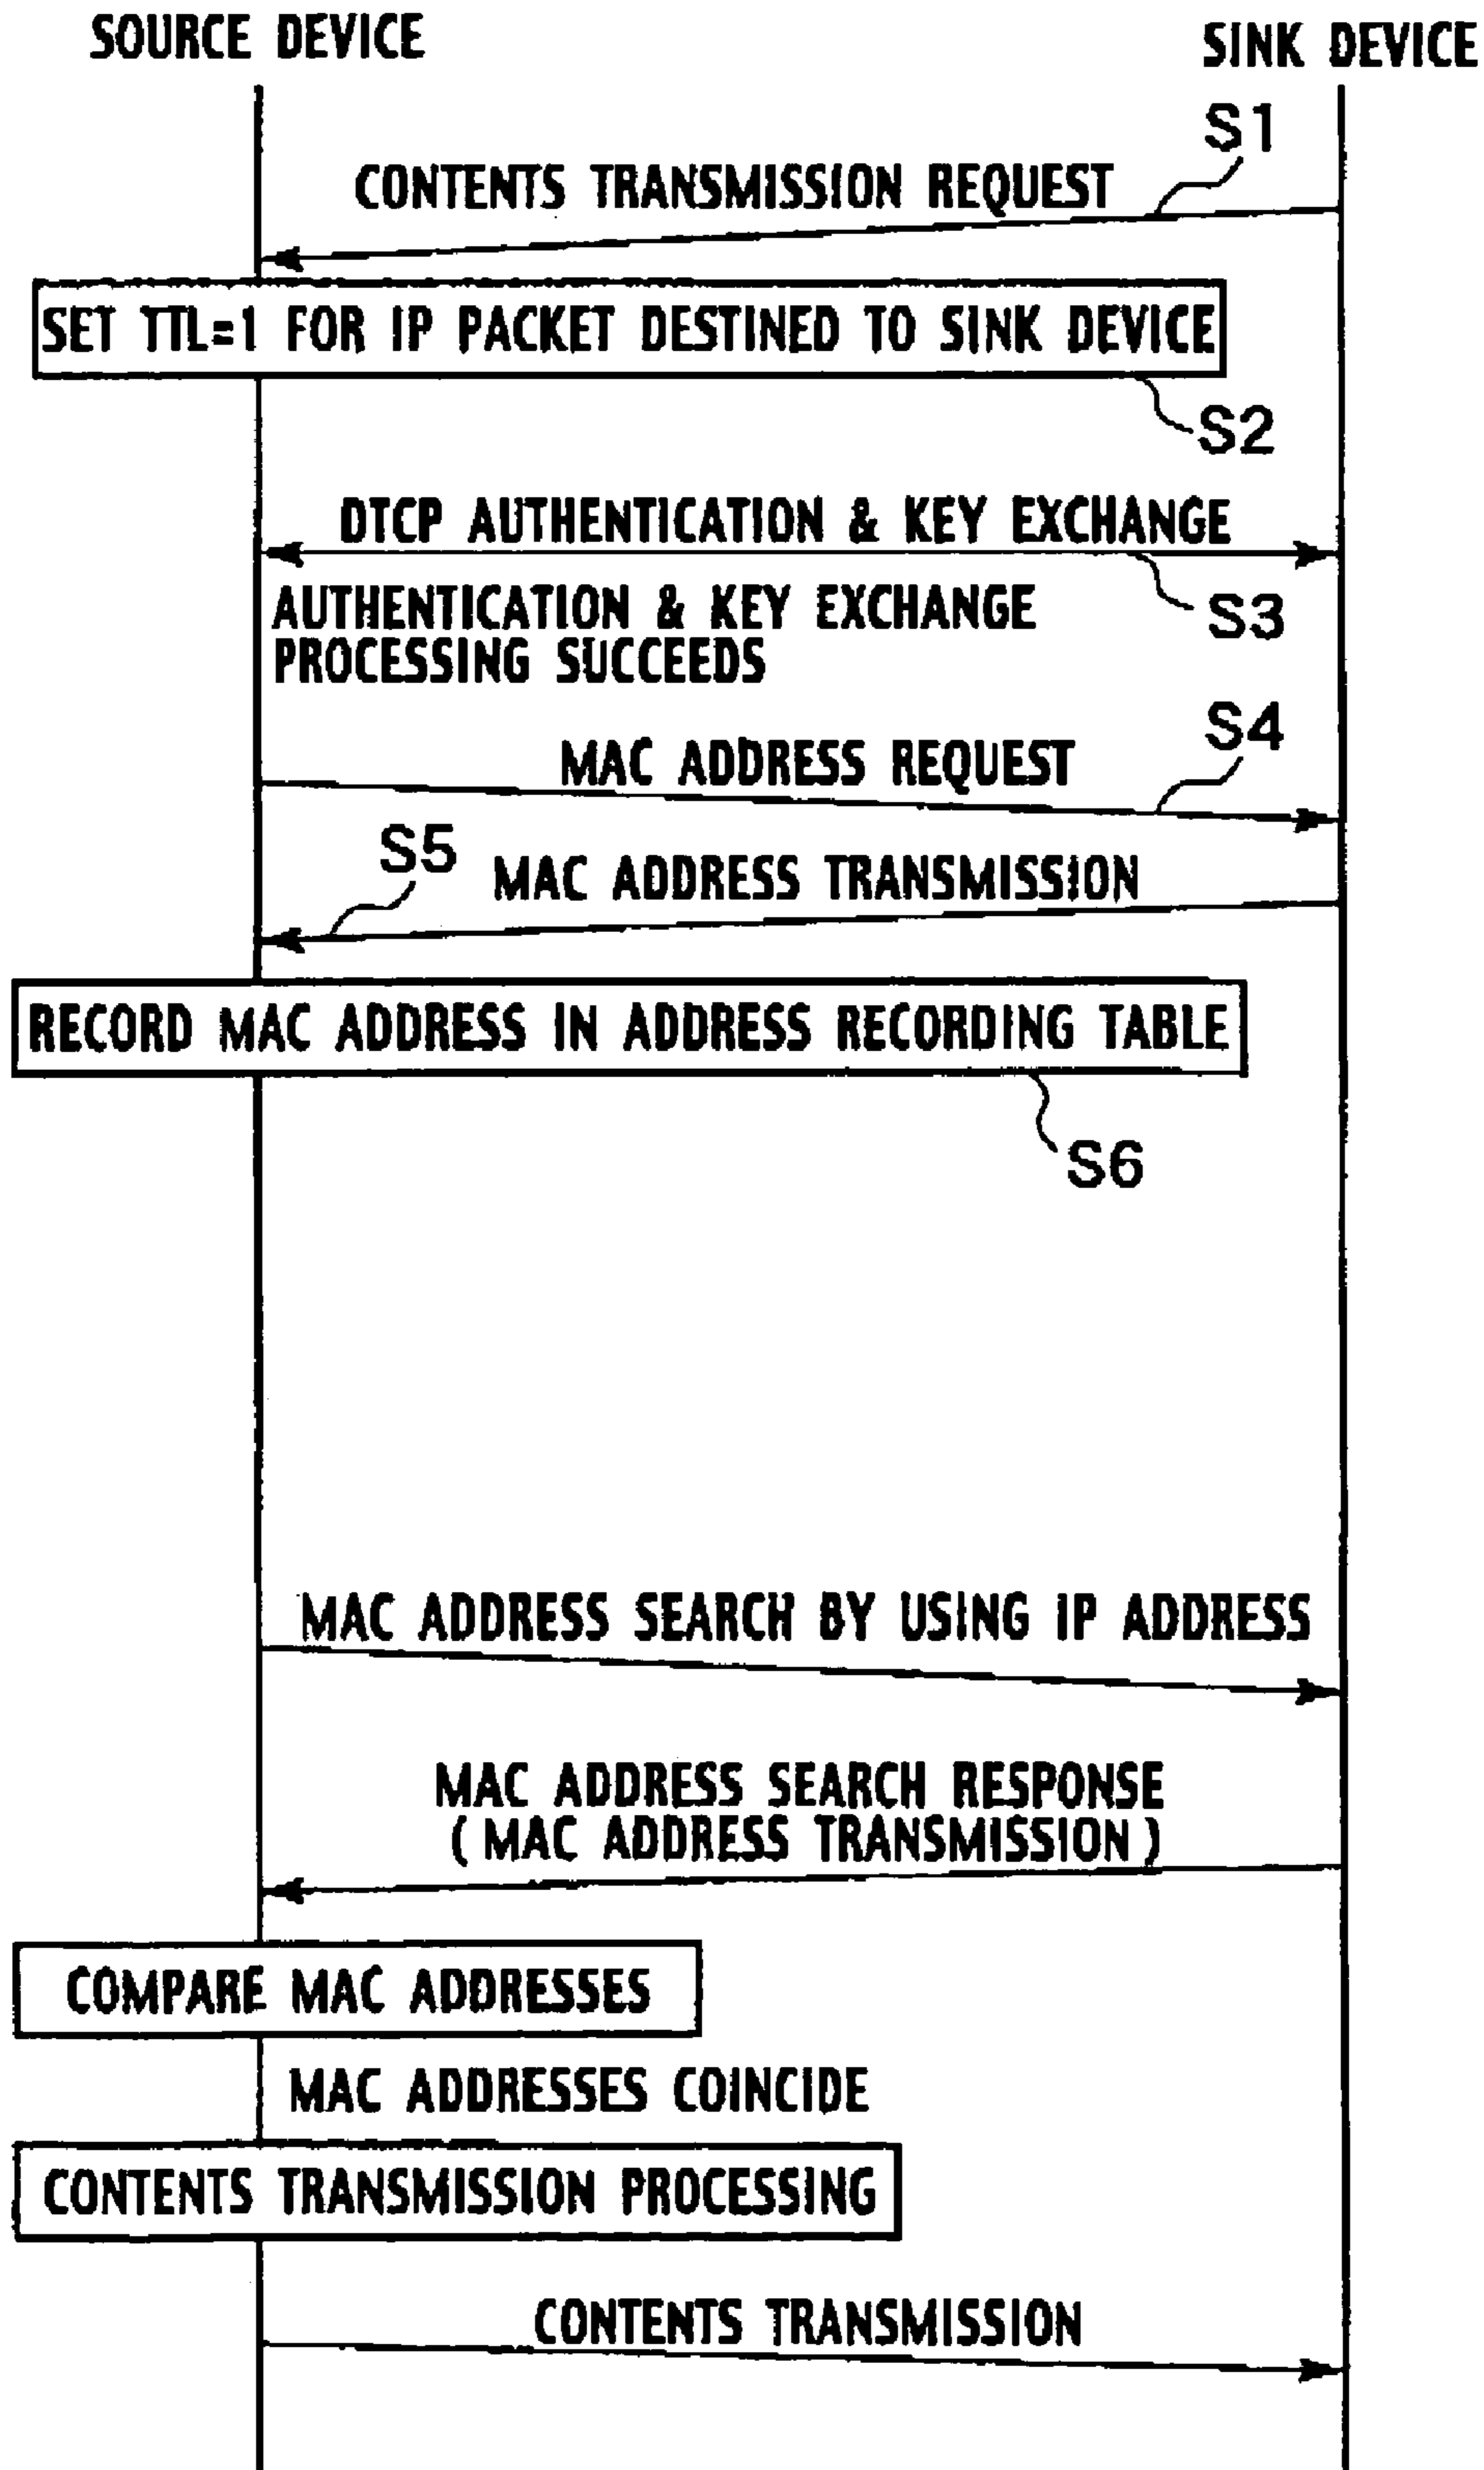 SOURCE DEVICE
SINK DEVICE
S1
CONTENTS TRANSMISSION REQUEST
SET TTL=1 FOR IP PACKET DESTINED TO SINK DEVICE
S2
DTCP AUTHENTICATION & KEY EXCHANGE
S3
AUTHENTICATION & KEY EXCHANGE
PROCESSING SUCCEEDS
S4
MAC ADDRESS REQUEST
S5
MAC ADDRESS TRANSMISSION
RECORD MAC ADDRESS IN ADDRESS RECORDING TABLE
S6
MAC ADDRESS SEARCH BY USING IP ADDRESS
MAC ADDRESS SEARCH RESPONSE
(MAC ADDRESS TRANSMISSION)
COMPARE MAC ADDRESSES
MAC ADDRESSES COINCIDE
CONTENTS TRANSMISSION PROCESSING
CONTENTS TRANSMISSION